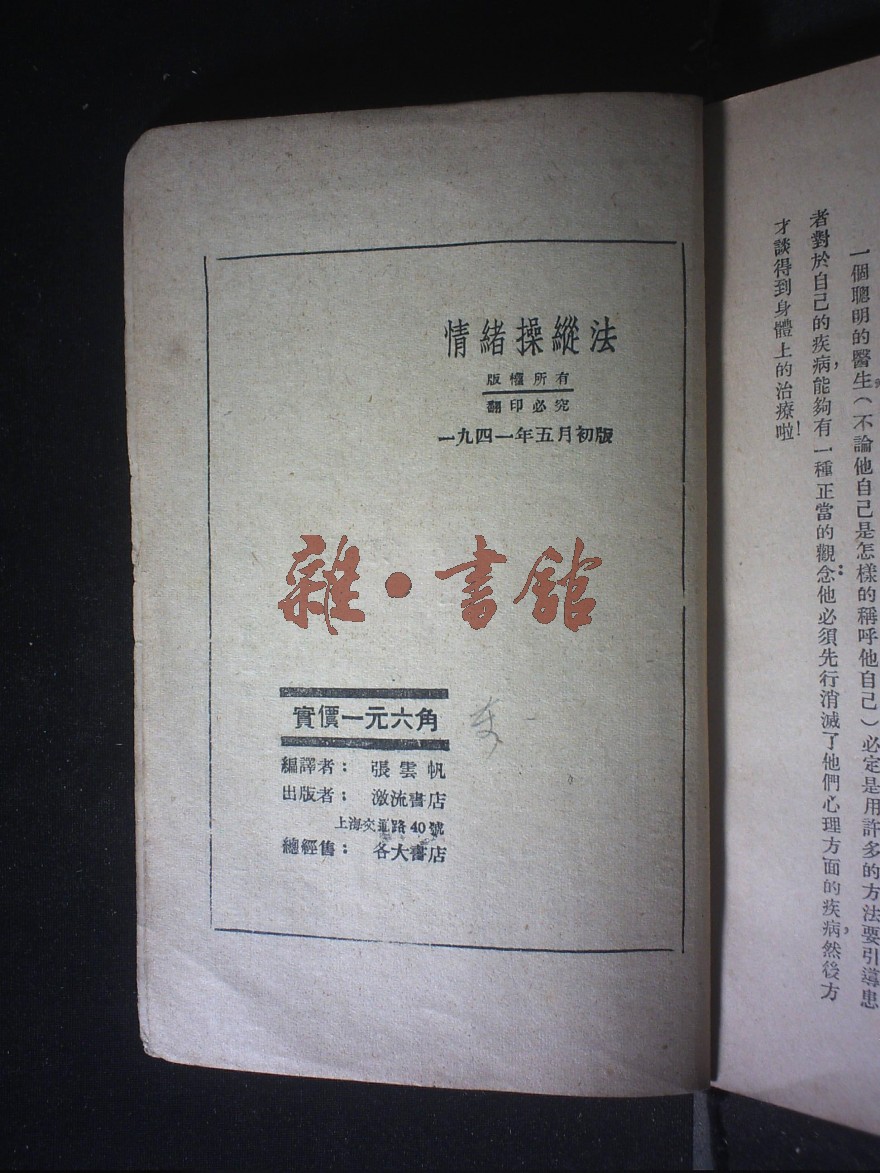 情緒操縱法
版權所有
翻印必究
一九四一年五月初版
雜·書館
實價一元六角
編譯者：張雲帆
出版者：激流書店
上海交通路40號
總經售：各大書店
一個聰明的醫生（不論他自己是怎樣的稱呼他自己）必定是用許多的方法要引導患
者對於自己的疾病，能夠有一種正當的觀念：他必須先行消滅了他們心理方面的疾病，然後方
才談得到身體上的治療啦！